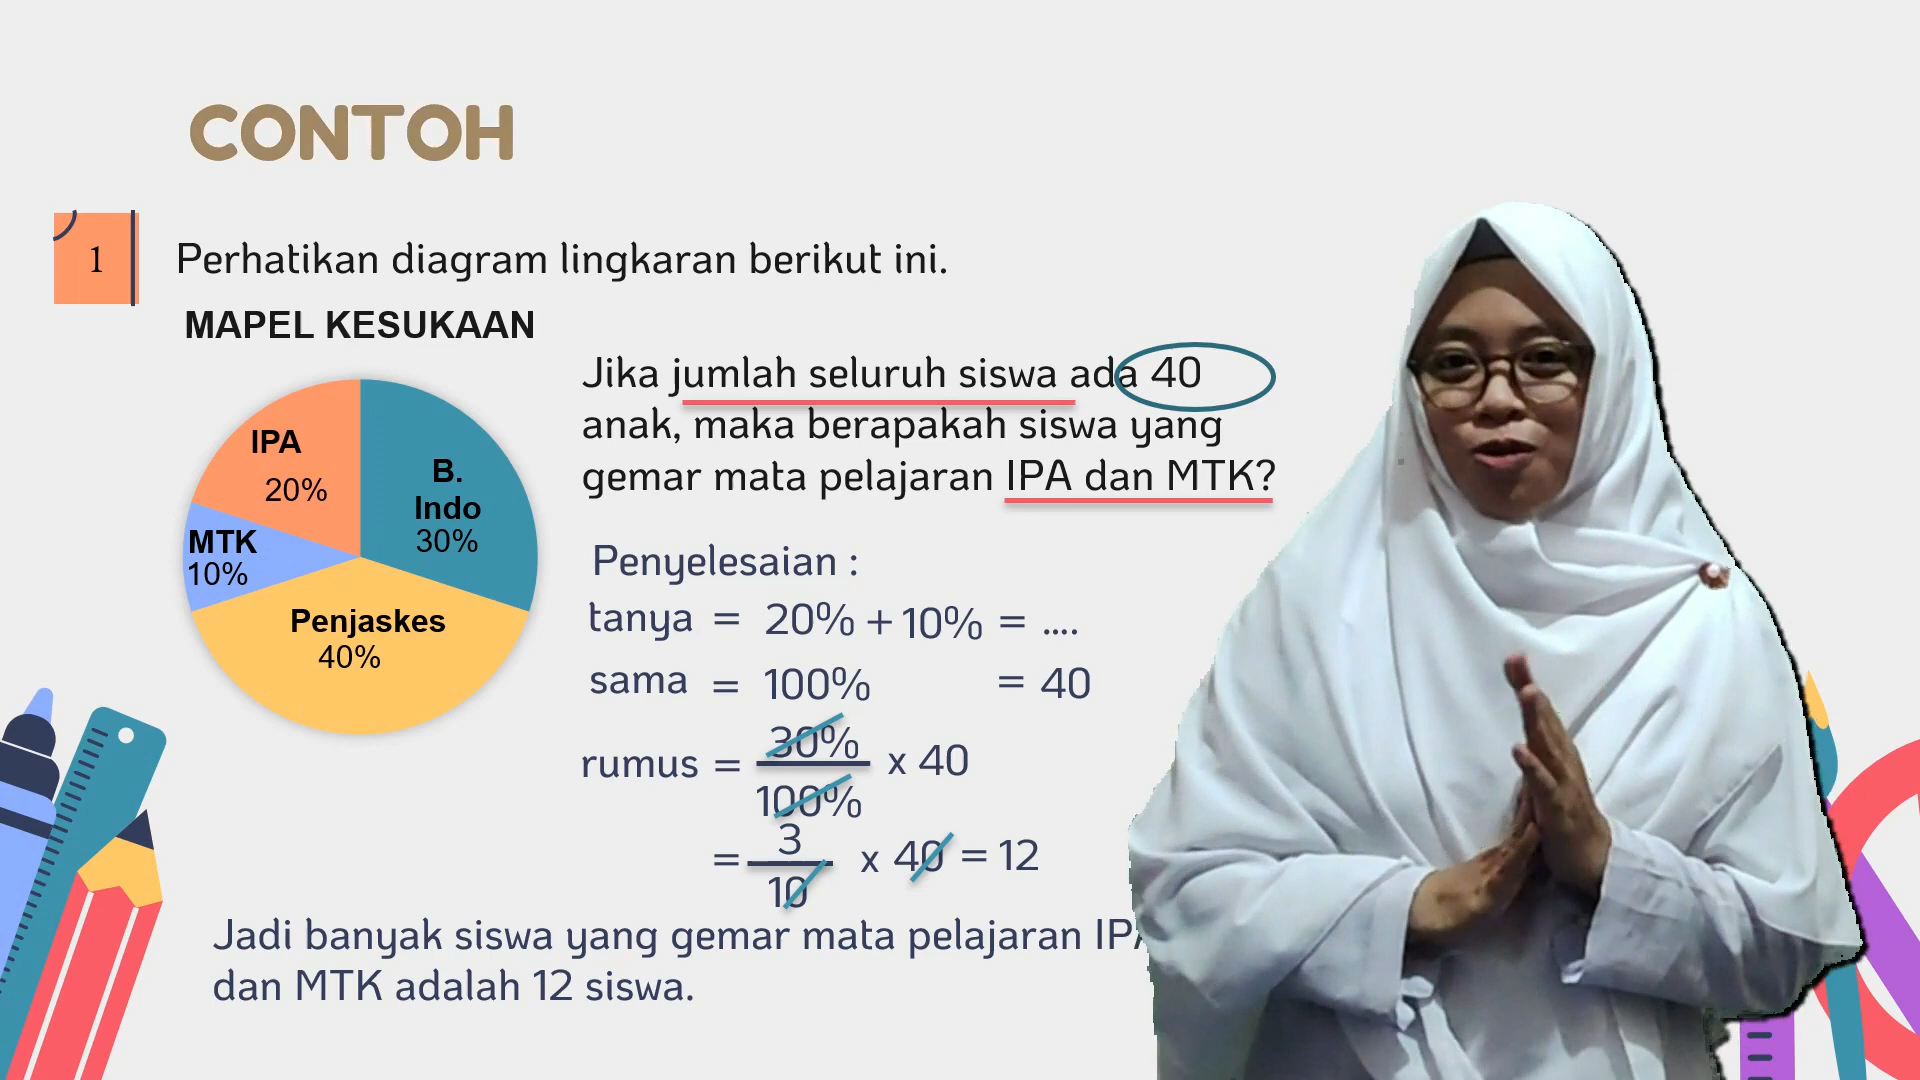 CONTOH
1
Perhatikan diagram lingkaran berikut ini.
MAPEL KESUKAAN
IPA
20%
B.
Indo
30%
MTK
10%
Penjaskes
40%
Jika jumlah seluruh siswa ada 40
anak, maka berapakah siswa yang
gemar mata pelajaran IPA dan MTK?
Penyelesaian :
tanya = 20% + 10% = ....
sama = 100% = 40
rumus = 30%/100% x 40
= 3/10 x 40 = 12
Jadi banyak siswa yang gemar mata pelajaran IPA
dan MTK adalah 12 siswa.